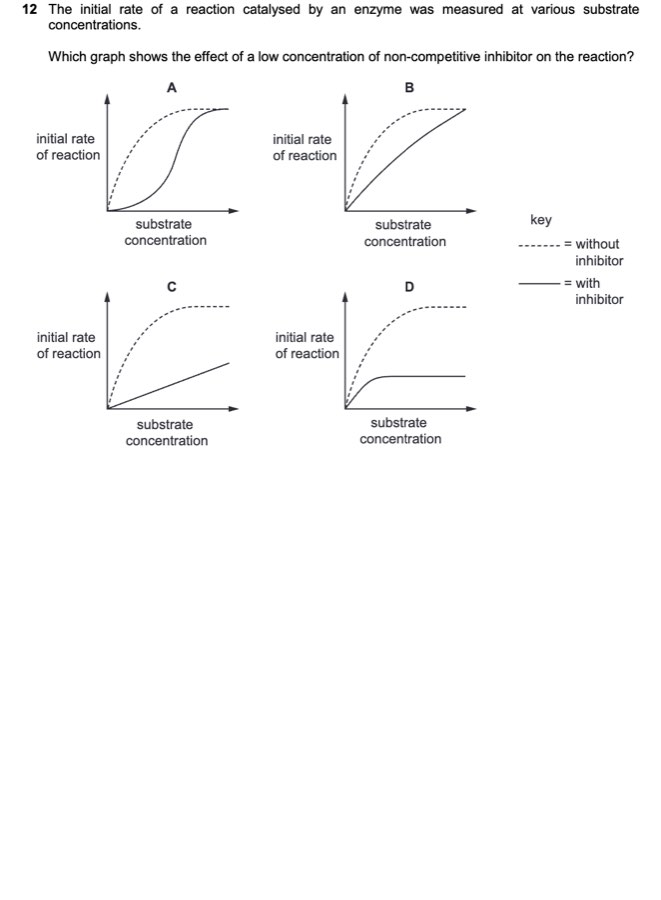 12 The initial rate of a reaction catalysed by an enzyme was measured at various substrate
concentrations.
Which graph shows the effect of a low concentration of non-competitive inhibitor on the reaction?
A
initial rate
of reaction
substrate
concentration
B
initial rate
of reaction
substrate
concentration
key
= without
inhibitor
= with
inhibitor
C
initial rate
of reaction
substrate
concentration
D
initial rate
of reaction
substrate
concentration